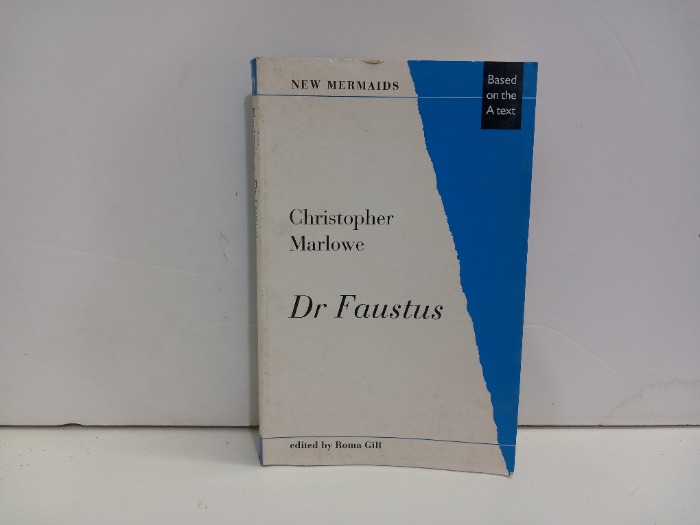 NEW MERMAIDS
Based
on the
A text
Christopher
Marlowe
Dr Faustus
edited by Roma Gill